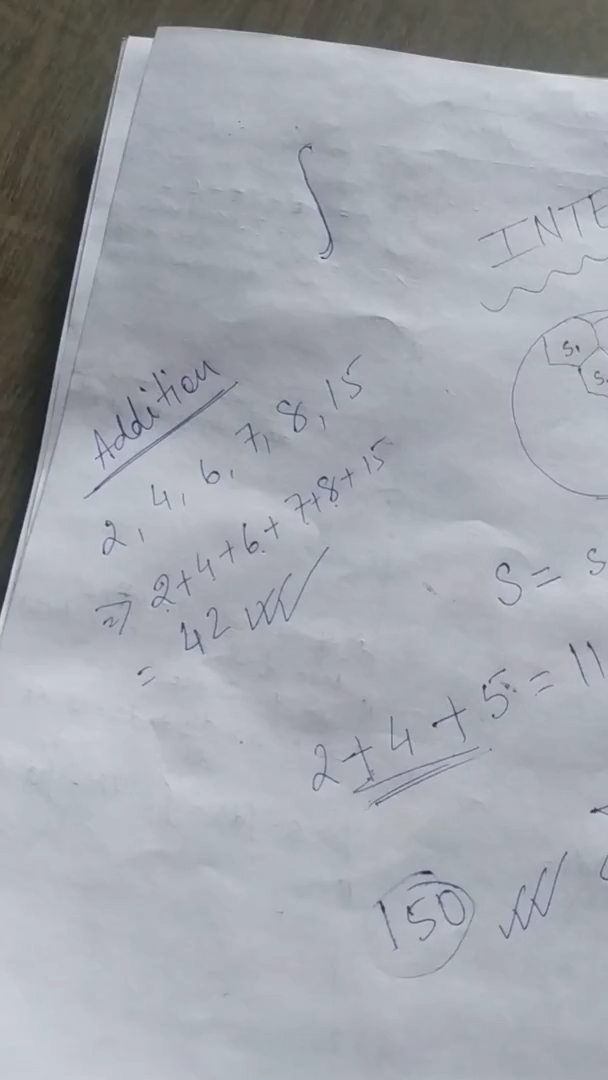 ∫
INTE
S₁
S
Addition
2, 4, 6, 7, 8, 15
⇒ 2+4+6+7+8+15
= 42
S = S
2+4+5 = 11
150